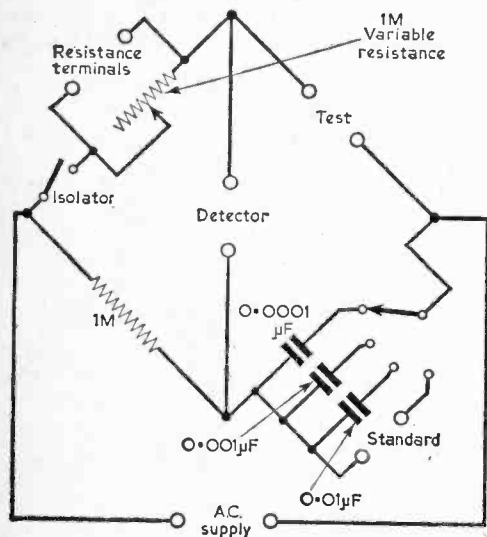 1M
Variable
resistance
Resistance
terminals
Test
Isolator
Detector
1M
0·0001
µF
0·001µF
Standard
0·01µF
A.C.
supply